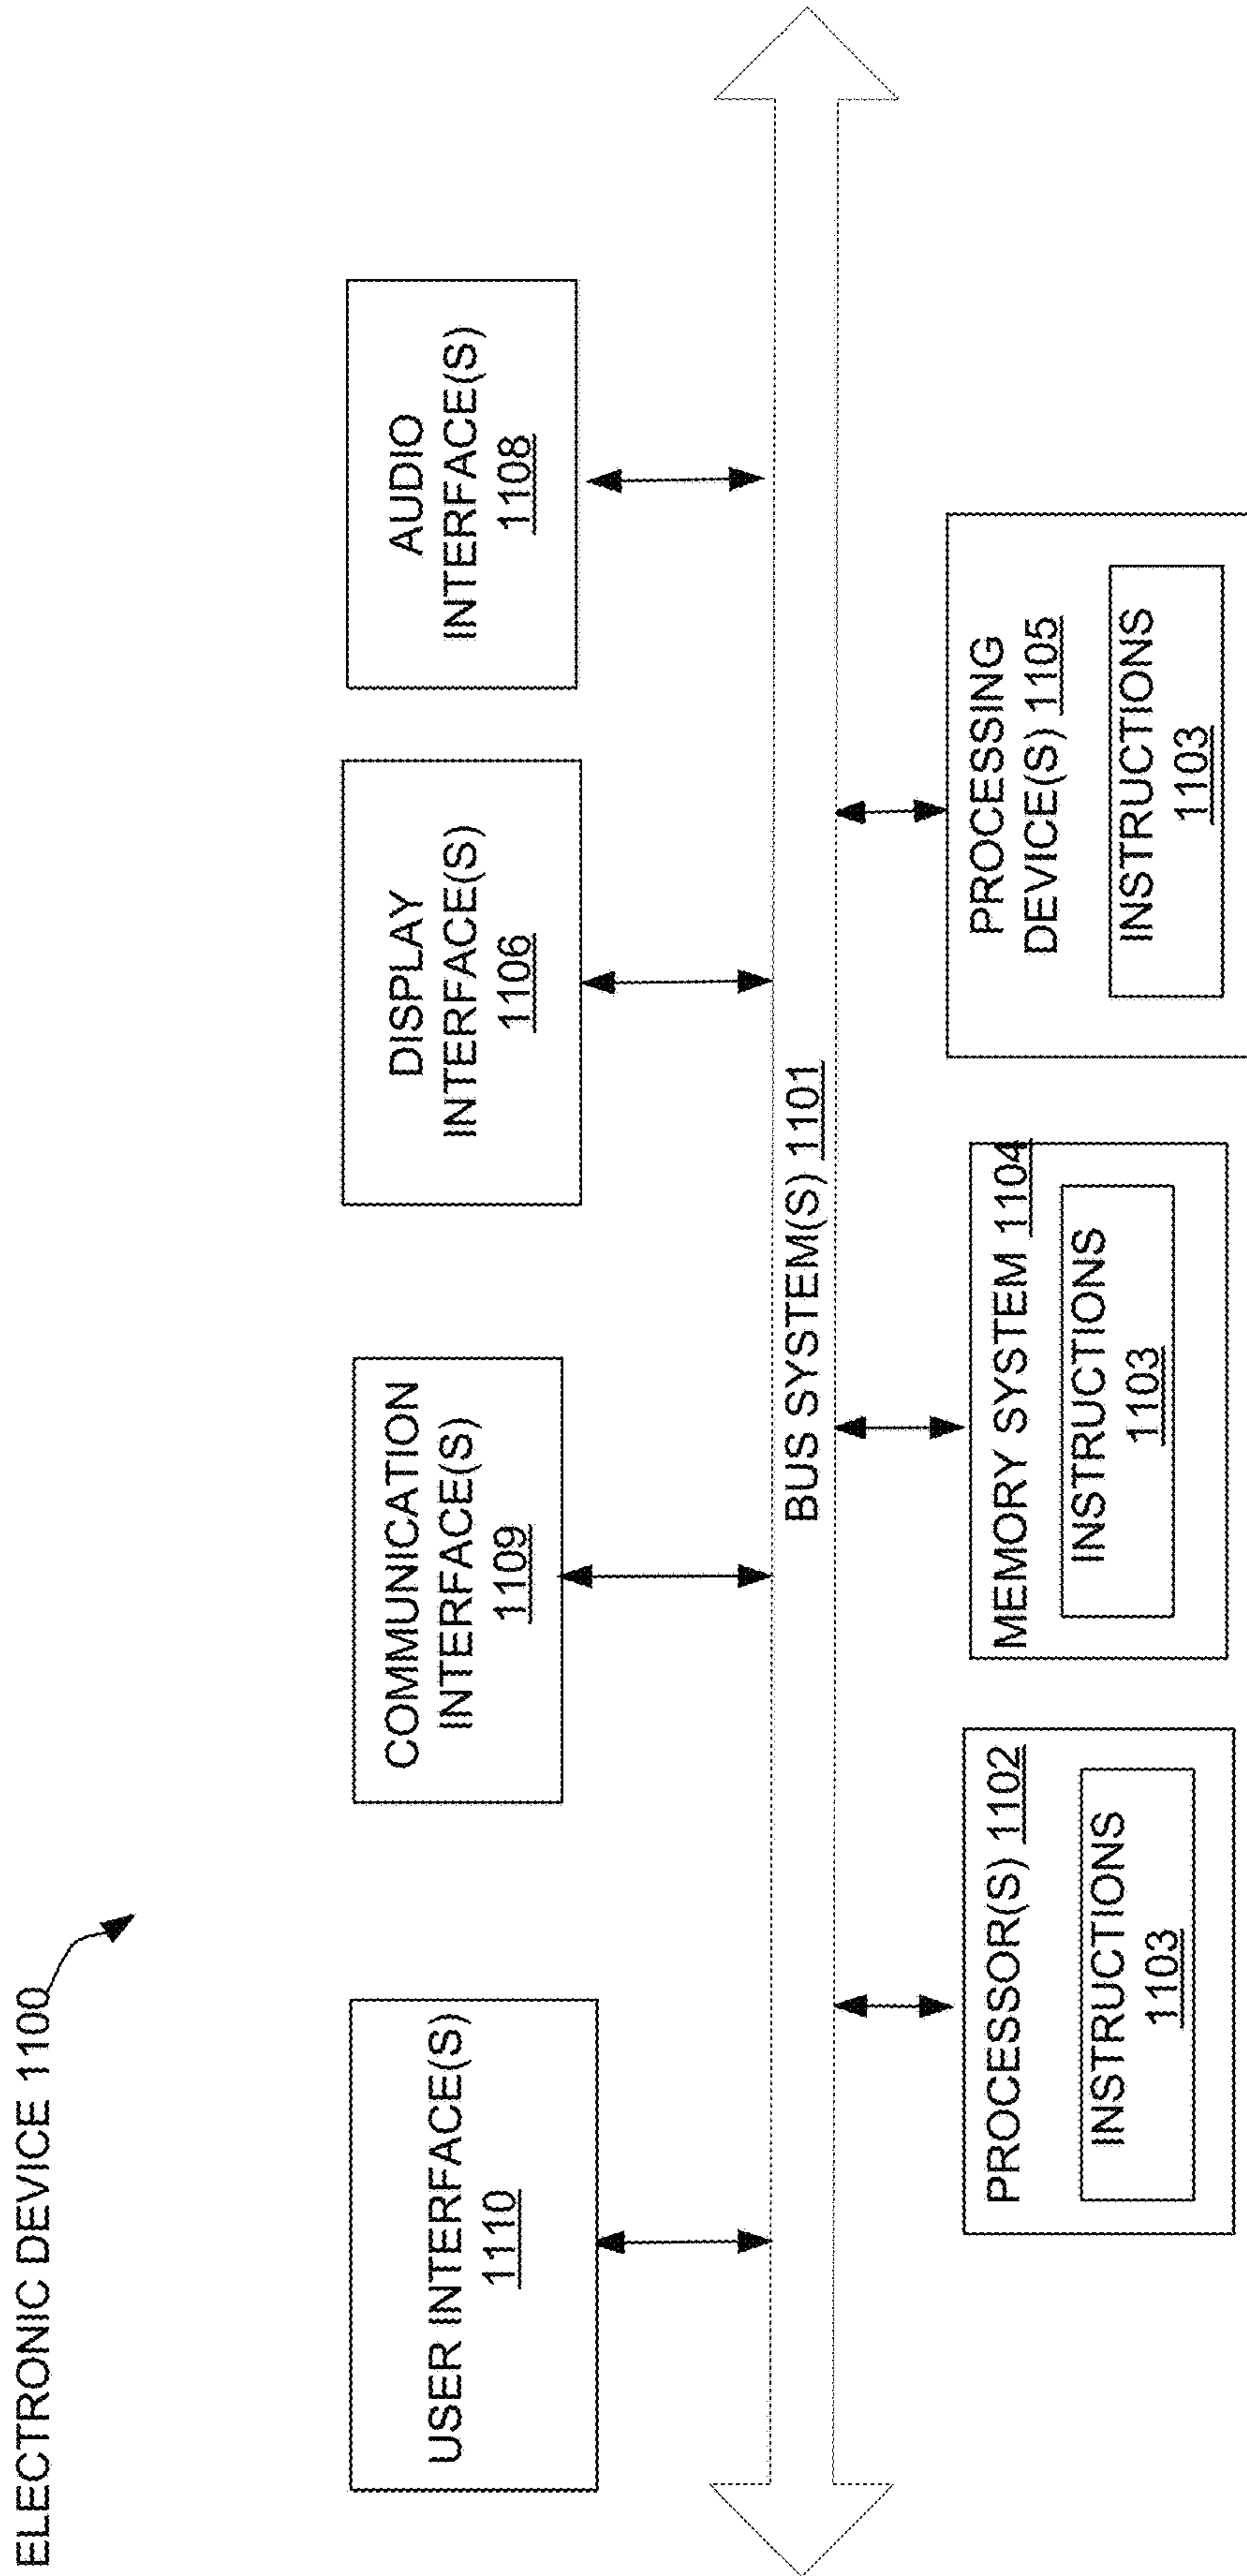 ELECTRONIC DEVICE 1100
USER INTERFACE(S)
1110
COMMUNICATION
INTERFACE(S)
1109
DISPLAY
INTERFACE(S)
1106
AUDIO
INTERFACE(S)
1108
BUS SYSTEM(S) 1101
PROCESSOR(S) 1102
INSTRUCTIONS
1103
MEMORY SYSTEM 1104
INSTRUCTIONS
1103
PROCESSING
DEVICE(S) 1105
INSTRUCTIONS
1103